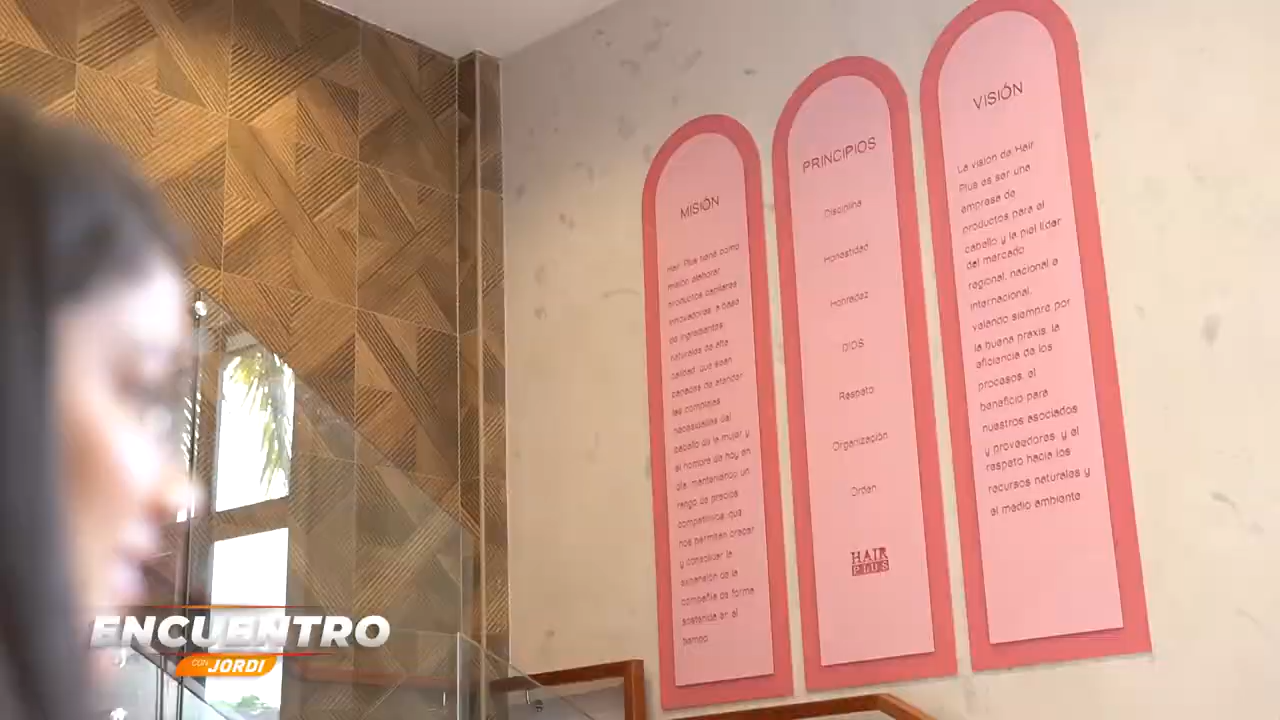 MISIÓN
Hair Plus tiene como
misión elaborar
productos capilares
innovadores, a base
de ingredientes
naturales de alta
calidad, que sean
capaces de atender
las complejas
necesidades del
cabello de la mujer y
el hombre de hoy en
día, manteniendo un
rango de precios
competitivos que
nos permitan crecer
y consolidar la
expansión de la
compañía de forma
sostenida en el
tiempo.
PRINCIPIOS
Disciplina
Honestidad
Honradez
DIOS
Respeto
Organización
Orden
HAIR
PLUS
VISIÓN
La visión de Hair
Plus es ser una
empresa de
productos para el
cabello y la piel líder
del mercado
regional, nacional e
internacional,
velando siempre por
la buena praxis, la
eficiencia de los
procesos, el
beneficio para
nuestros asociados
y proveedores, y el
respeto hacia los
recursos naturales y
el medio ambiente
ENCUENTRO
CON JORDI